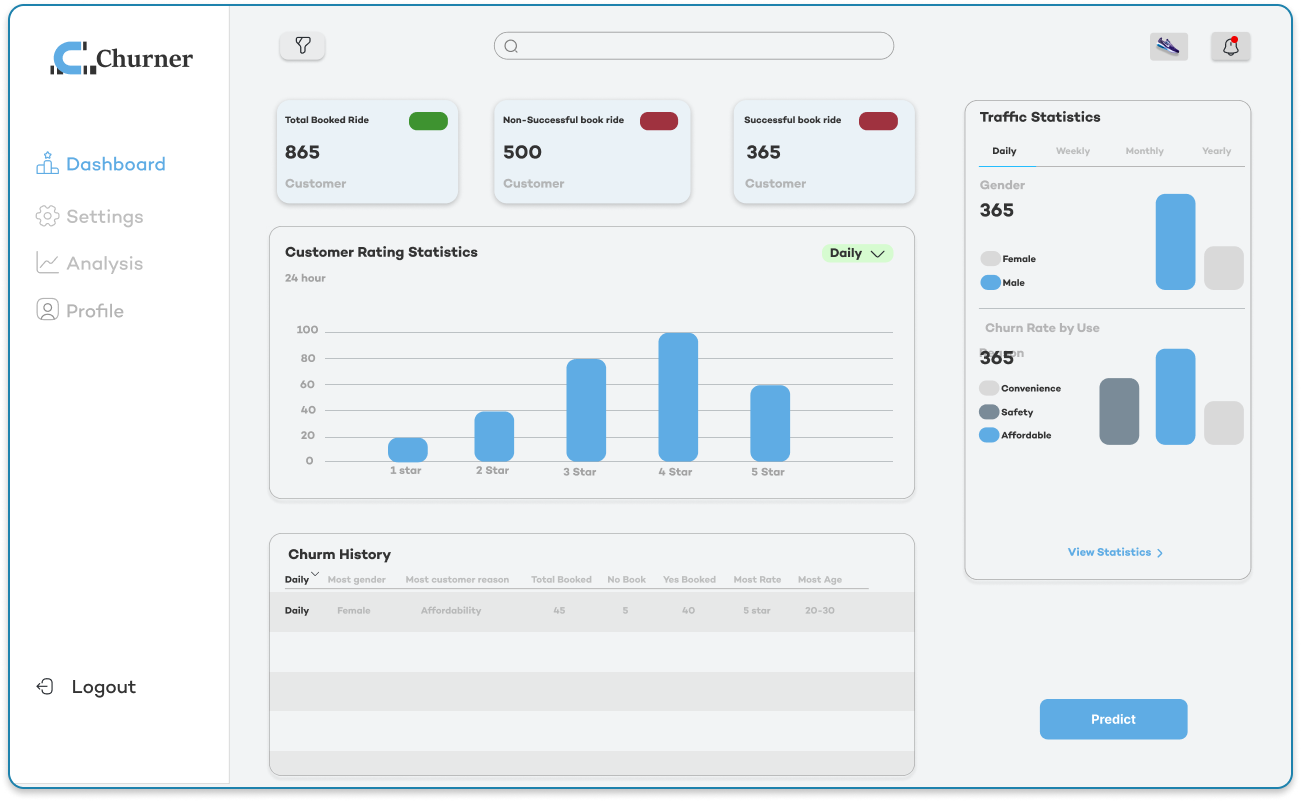 Churner
Dashboard
Settings
Analysis
Profile
Logout
Total Booked Ride
865
Customer
Non-Successful book ride
500
Customer
Successful book ride
365
Customer
Customer Rating Statistics
Daily
24 hour
100
80
60
40
20
0
1 star
2 Star
3 Star
4 Star
5 Star
Churm History
Daily Most gender Most customer reason Total Booked No Book Yes Booked Most Rate Most Age
Daily Female Affordability 45 5 40 5 star 20-30
Traffic Statistics
Daily Weekly Monthly Yearly
Gender
365
Female
Male
Churn Rate by Use
Reason
365
Convenience
Safety
Affordable
View Statistics
Predict